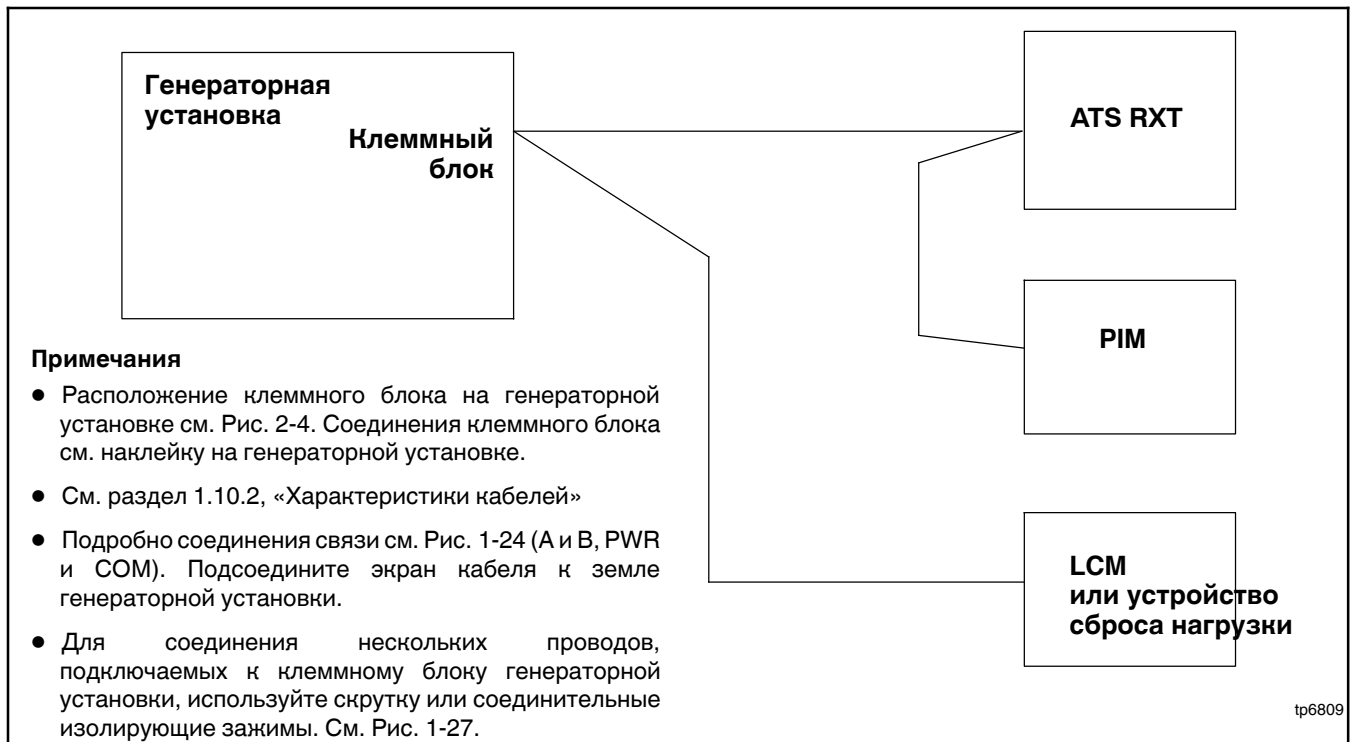 Генераторная
установка
Клеммный
блок
ATS RXT
PIM
LCM
или устройство
сброса нагрузки
Примечания
● Расположение клеммного блока на генераторной
установке см. Рис. 2-4. Соединения клеммного блока
см. наклейку на генераторной установке.
● См. раздел 1.10.2, «Характеристики кабелей»
● Подробно соединения связи см. Рис. 1-24 (А и В, PWR
и COM). Подсоедините экран кабеля к земле
генераторной установки.
● Для соединения нескольких проводов,
подключаемых к клеммному блоку генераторной
установки, используйте скрутку или соединительные
изолирующие зажимы. См. Рис. 1-27.
tp6809